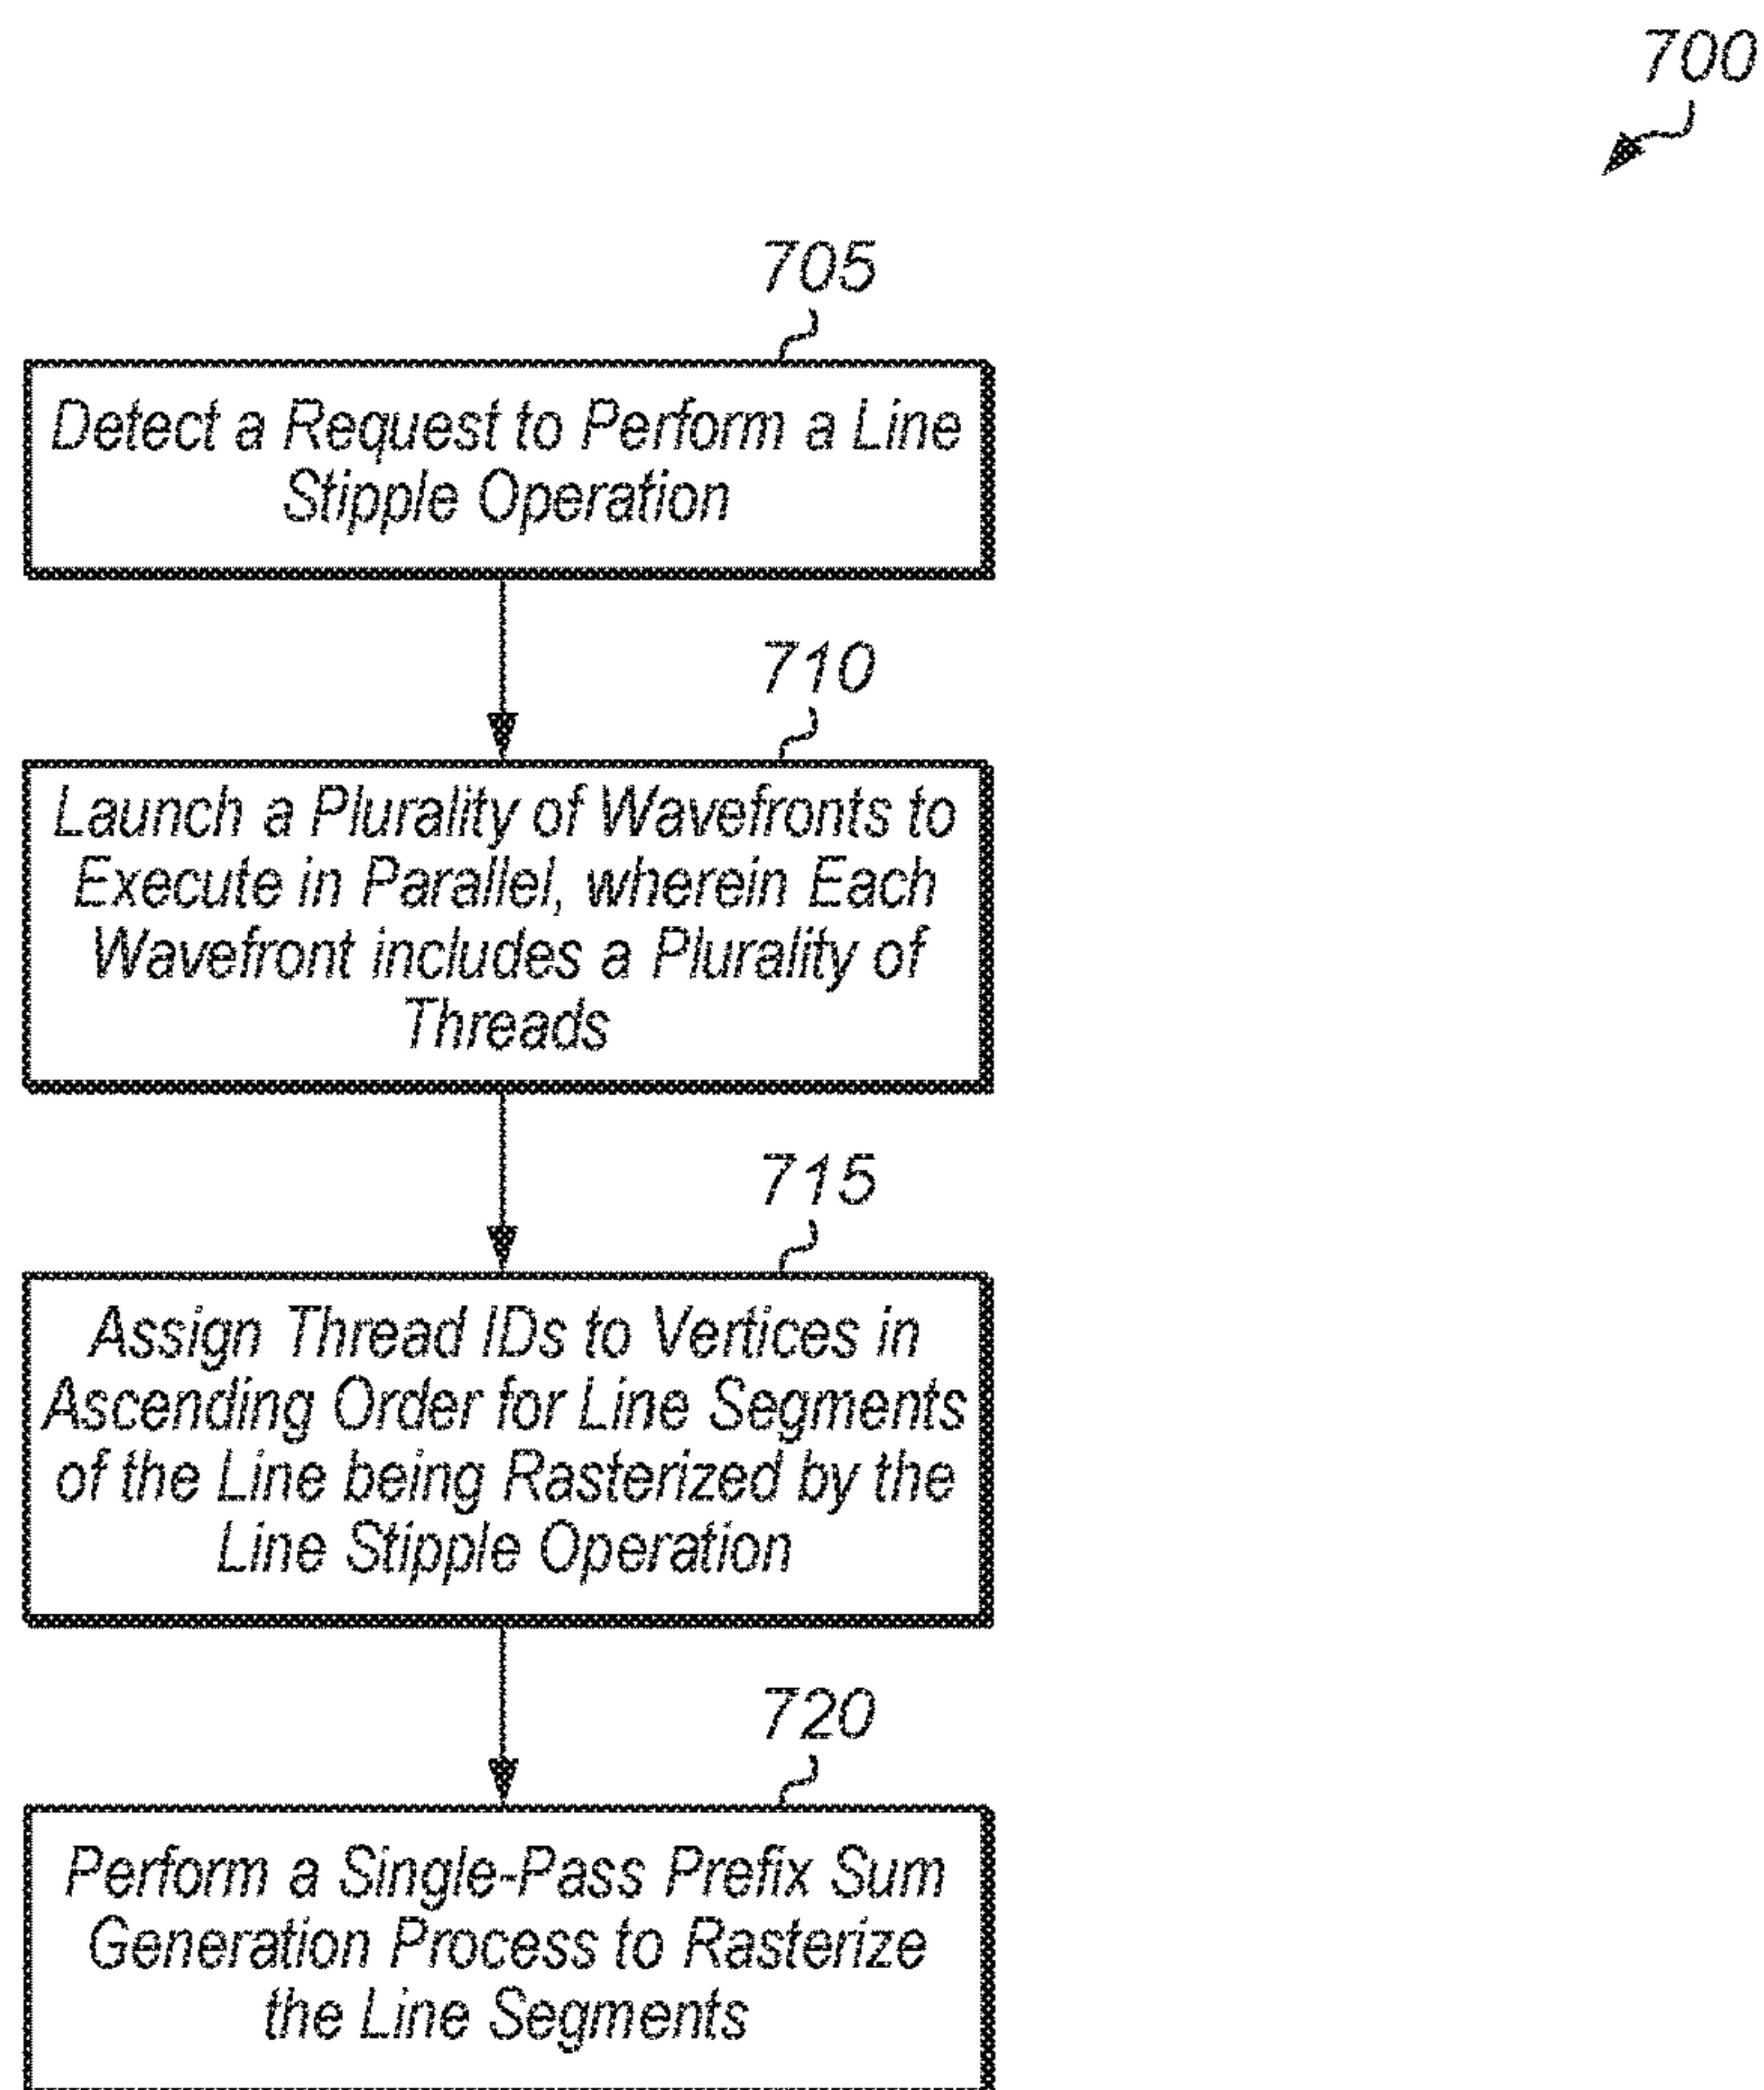 700
705
Detect a Request to Perform a Line
Stipple Operation
710
Launch a Plurality of Wavefronts to
Execute in Parallel, wherein Each
Wavefront includes a Plurality of
Threads
715
Assign Thread IDs to Vertices in
Ascending Order for Line Segments
of the Line being Rasterized by the
Line Stipple Operation
720
Perform a Single-Pass Prefix Sum
Generation Process to Rasterize
the Line Segments